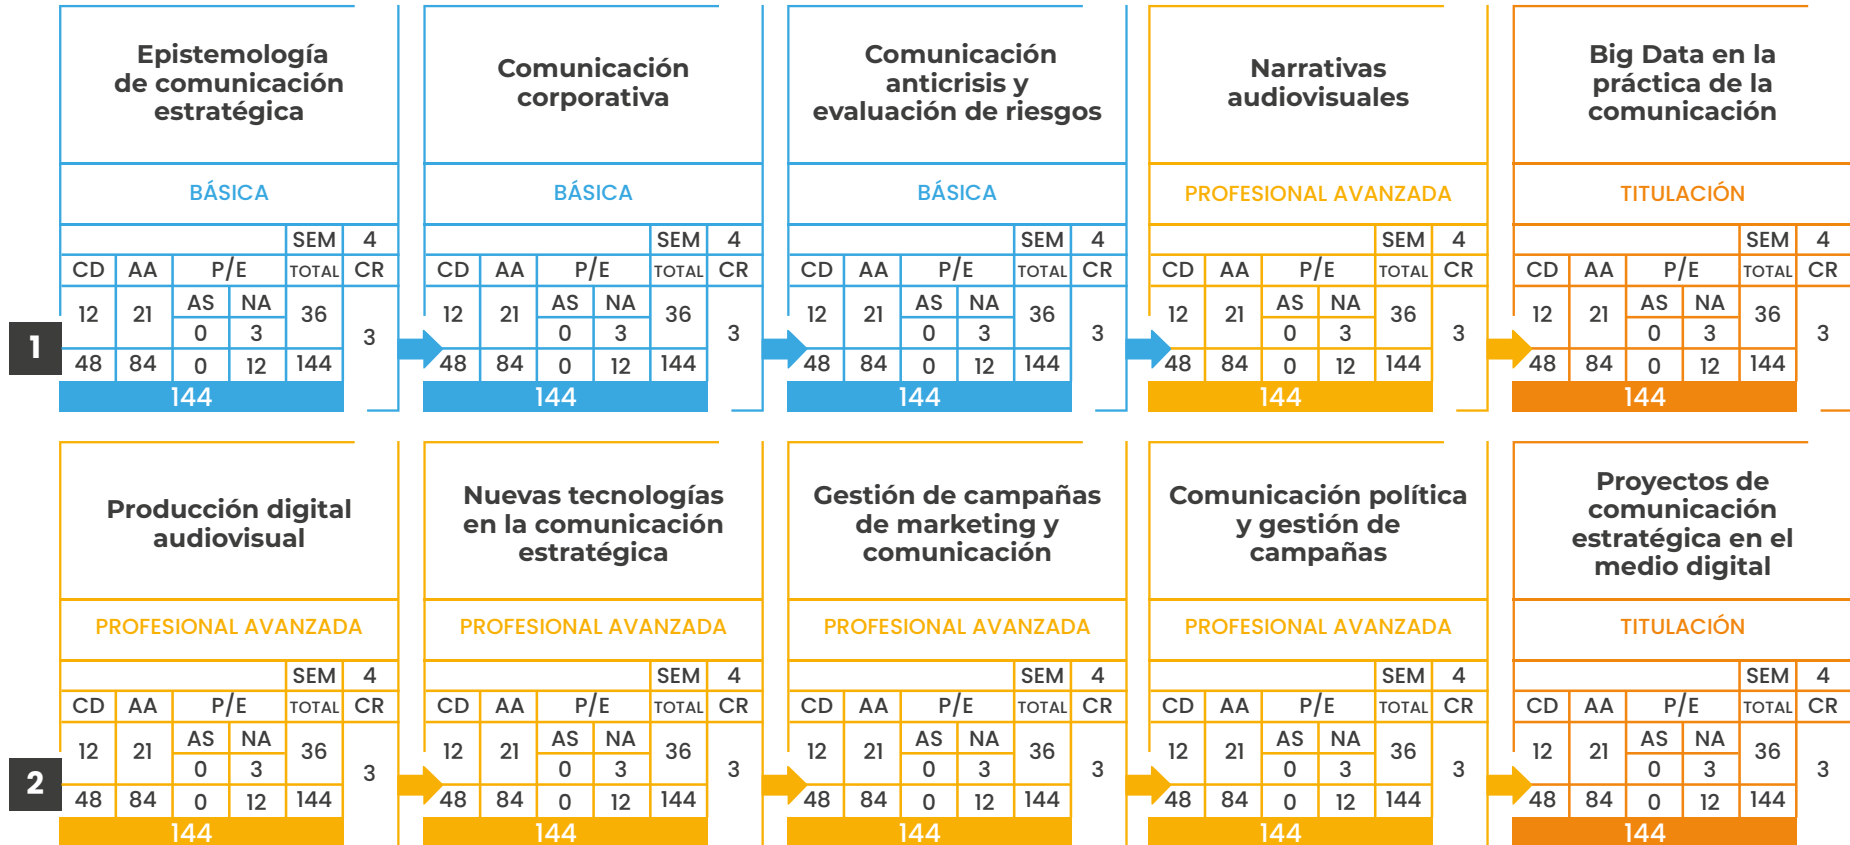 1
Epistemología
de comunicación
estratégica
BÁSICA
SEM 4
CD AA P/E TOTAL CR
12 21 AS NA 36 3
0 3
48 84 0 12 144
144
Comunicación
corporativa
BÁSICA
SEM 4
CD AA P/E TOTAL CR
12 21 AS NA 36 3
0 3
48 84 0 12 144
144
Comunicación
anticrisis y
evaluación de riesgos
BÁSICA
SEM 4
CD AA P/E TOTAL CR
12 21 AS NA 36 3
0 3
48 84 0 12 144
144
Narrativas
audiovisuales
PROFESIONAL AVANZADA
SEM 4
CD AA P/E TOTAL CR
12 21 AS NA 36 3
0 3
48 84 0 12 144
144
Big Data en la
práctica de la
comunicación
TITULACIÓN
SEM 4
CD AA P/E TOTAL CR
12 21 AS NA 36 3
0 3
48 84 0 12 144
144
2
Producción digital
audiovisual
PROFESIONAL AVANZADA
SEM 4
CD AA P/E TOTAL CR
12 21 AS NA 36 3
0 3
48 84 0 12 144
144
Nuevas tecnologías
en la comunicación
estratégica
PROFESIONAL AVANZADA
SEM 4
CD AA P/E TOTAL CR
12 21 AS NA 36 3
0 3
48 84 0 12 144
144
Gestión de campañas
de marketing y
comunicación
PROFESIONAL AVANZADA
SEM 4
CD AA P/E TOTAL CR
12 21 AS NA 36 3
0 3
48 84 0 12 144
144
Comunicación política
y gestión de
campañas
PROFESIONAL AVANZADA
SEM 4
CD AA P/E TOTAL CR
12 21 AS NA 36 3
0 3
48 84 0 12 144
144
Proyectos de
comunicación
estratégica en el
medio digital
TITULACIÓN
SEM 4
CD AA P/E TOTAL CR
12 21 AS NA 36 3
0 3
48 84 0 12 144
144